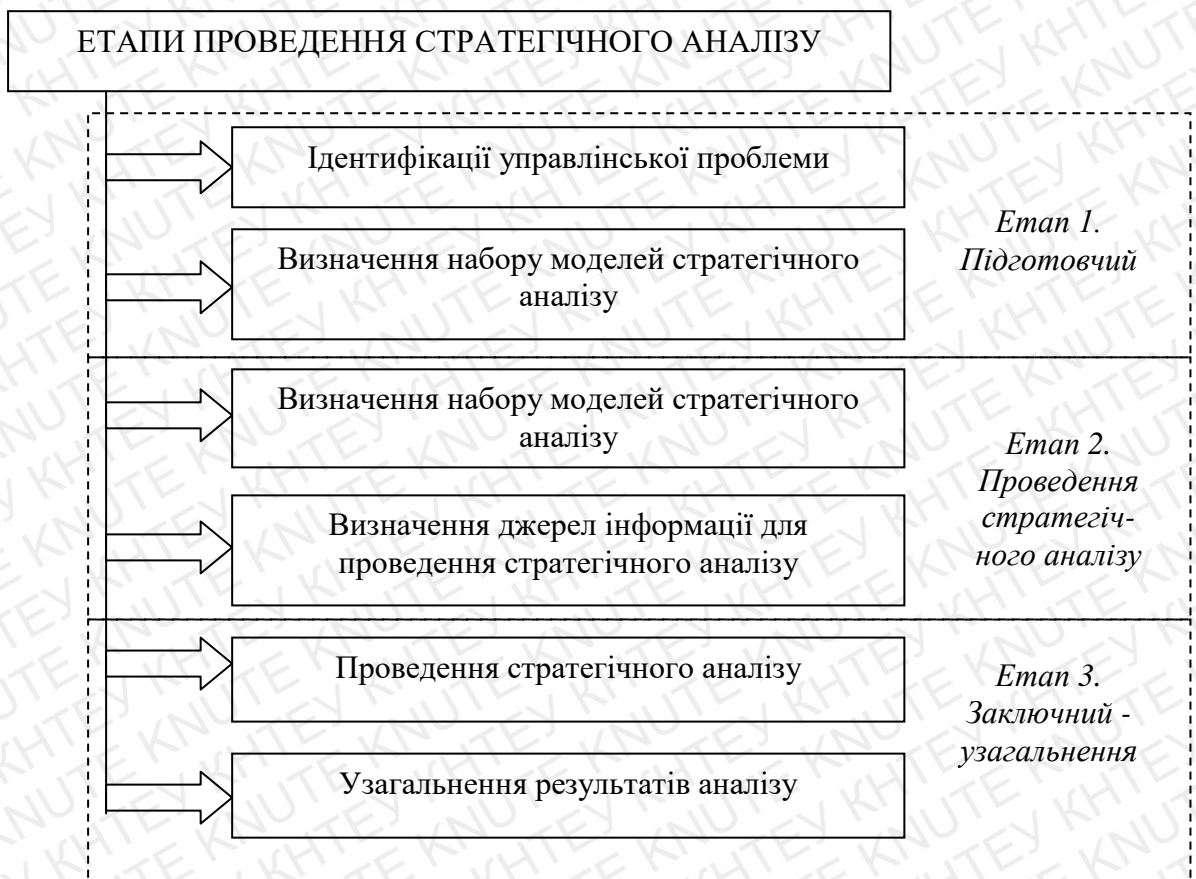 ЕТАПИ ПРОВЕДЕННЯ СТРАТЕГІЧНОГО АНАЛІЗУ
Ідентифікації управлінської проблеми
Визначення набору моделей стратегічного
аналізу
Етап 1.
Підготовчий
Визначення набору моделей стратегічного
аналізу
Визначення джерел інформації для
проведення стратегічного аналізу
Етап 2.
Проведення
стратегіч-
ного аналізу
Проведення стратегічного аналізу
Узагальнення результатів аналізу
Етап 3.
Заключний -
узагальнення
KNUTE КНТЕУ